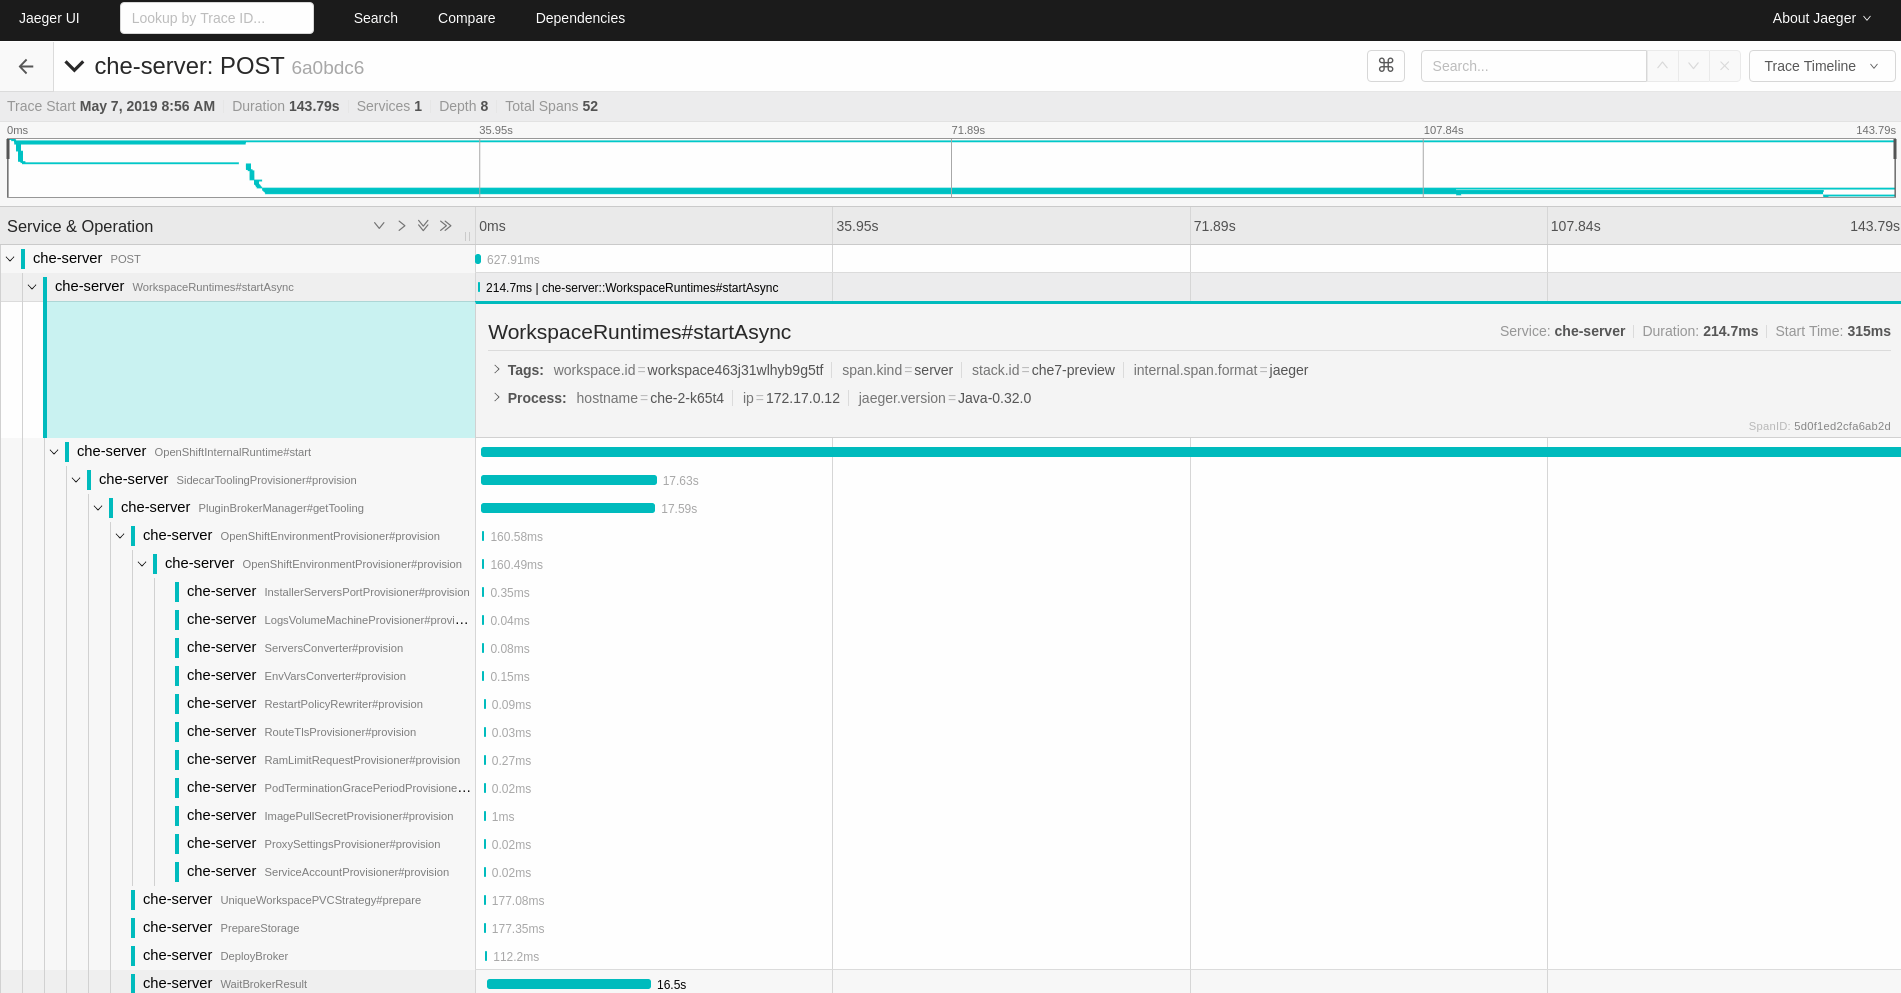 Jaeger UI Lookup by Trace ID... Search Compare Dependencies About Jaeger
che-server: POST 6a0bdc6 ⌘ Search... Trace Timeline
Trace Start May 7, 2019 8:56 AM Duration 143.79s Services 1 Depth 8 Total Spans 52
0ms 35.95s 71.89s 107.84s 143.79s
Service & Operation 0ms 35.95s 71.89s 107.84s 143.79s
che-server POST 627.91ms
che-server WorkspaceRuntimes#startAsync 214.7ms | che-server::WorkspaceRuntimes#startAsync
WorkspaceRuntimes#startAsync Service: che-server Duration: 214.7ms Start Time: 315ms
Tags: workspace.id = workspace463j31wlhyb9g5tf span.kind = server stack.id = che7-preview internal.span.format = jaeger
Process: hostname = che-2-k65t4 ip = 172.17.0.12 jaeger.version = Java-0.32.0
SpanID: 5d0f1ed2cfa6ab2d
che-server OpenShiftInternalRuntime#start
che-server SidecarToolingProvisioner#provision 17.63s
che-server PluginBrokerManager#getTooling 17.59s
che-server OpenShiftEnvironmentProvisioner#provision 160.58ms
che-server OpenShiftEnvironmentProvisioner#provision 160.49ms
che-server InstallerServersPortProvisioner#provision 0.35ms
che-server LogsVolumeMachineProvisioner#provi... 0.04ms
che-server ServersConverter#provision 0.08ms
che-server EnvVarsConverter#provision 0.15ms
che-server RestartPolicyRewriter#provision 0.09ms
che-server RouteTlsProvisioner#provision 0.03ms
che-server RamLimitRequestProvisioner#provision 0.27ms
che-server PodTerminationGracePeriodProvisione... 0.02ms
che-server ImagePullSecretProvisioner#provision 1ms
che-server ProxySettingsProvisioner#provision 0.02ms
che-server ServiceAccountProvisioner#provision 0.02ms
che-server UniqueWorkspacePVCStrategy#prepare 177.08ms
che-server PrepareStorage 177.35ms
che-server DeployBroker 112.2ms
che-server WaitBrokerResult 16.5s